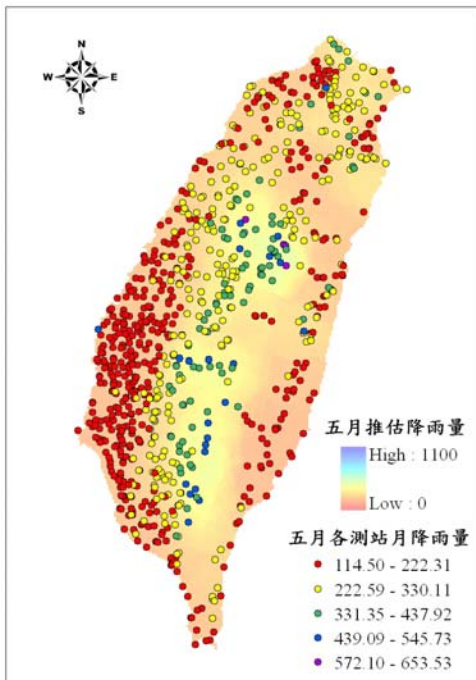 N
W E
S
五月推估降雨量
High : 1100
Low : 0
五月各測站月降雨量
114.50 - 222.31
222.59 - 330.11
331.35 - 437.92
439.09 - 545.73
572.10 - 653.53